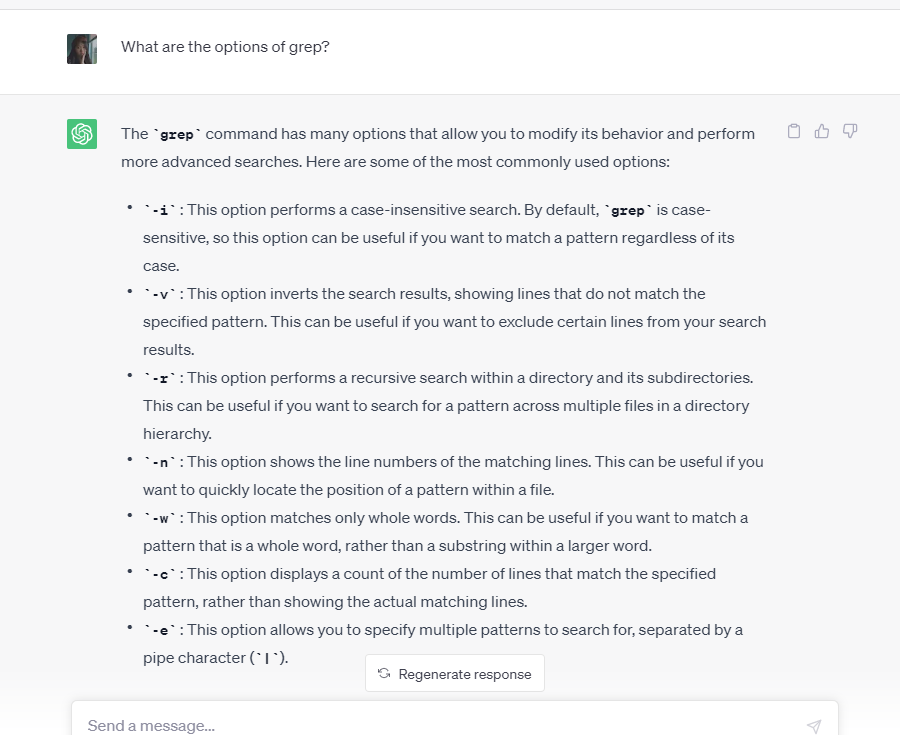 What are the options of grep?
The `grep` command has many options that allow you to modify its behavior and perform
more advanced searches. Here are some of the most commonly used options:
• `-i` : This option performs a case-insensitive search. By default, `grep` is case-
sensitive, so this option can be useful if you want to match a pattern regardless of its
case.
• `-v` : This option inverts the search results, showing lines that do not match the
specified pattern. This can be useful if you want to exclude certain lines from your search
results.
• `-r` : This option performs a recursive search within a directory and its subdirectories.
This can be useful if you want to search for a pattern across multiple files in a directory
hierarchy.
• `-n` : This option shows the line numbers of the matching lines. This can be useful if you
want to quickly locate the position of a pattern within a file.
• `-w` : This option matches only whole words. This can be useful if you want to match a
pattern that is a whole word, rather than a substring within a larger word.
• `-c` : This option displays a count of the number of lines that match the specified
pattern, rather than showing the actual matching lines.
• `-e` : This option allows you to specify multiple patterns to search for, separated by a
pipe character (`|`).
Regenerate response
Send a message...